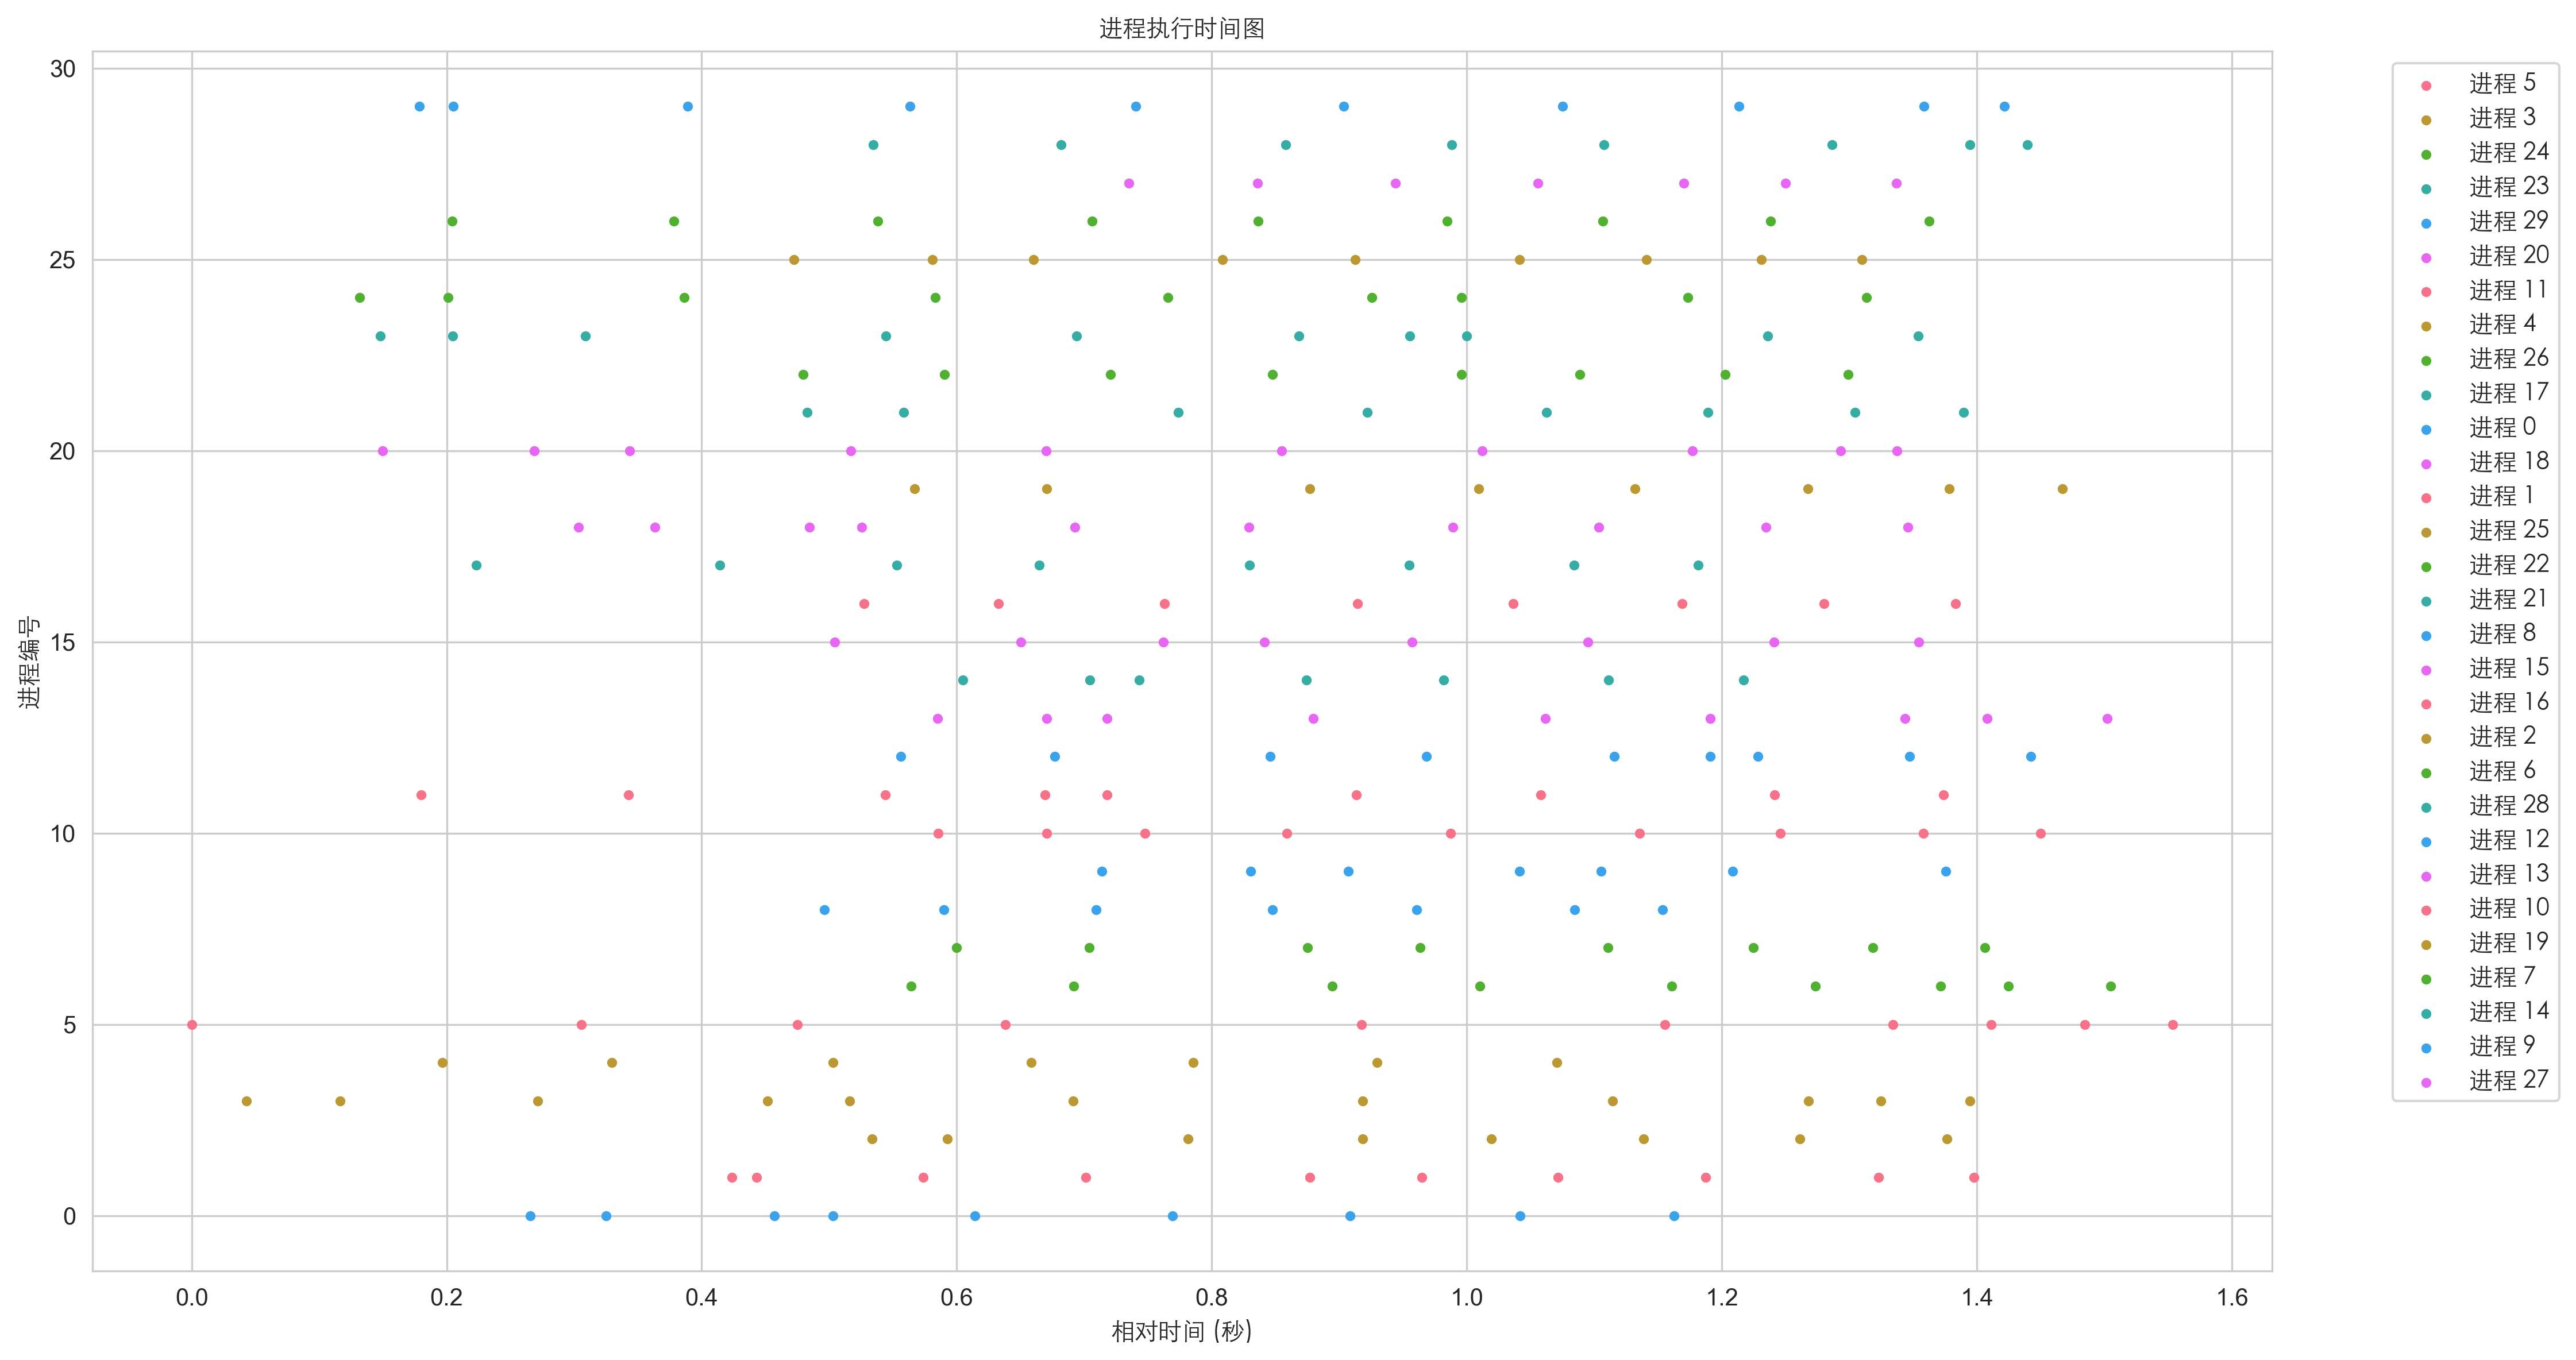 进程执行时间图
30
25
20
15
10
5
0
进程编号
0.0 0.2 0.4 0.6 0.8 1.0 1.2 1.4 1.6
相对时间 (秒)
进程 5
进程 3
进程 24
进程 23
进程 29
进程 20
进程 11
进程 4
进程 26
进程 17
进程 0
进程 18
进程 1
进程 25
进程 22
进程 21
进程 8
进程 15
进程 16
进程 2
进程 6
进程 28
进程 12
进程 13
进程 10
进程 19
进程 7
进程 14
进程 9
进程 27